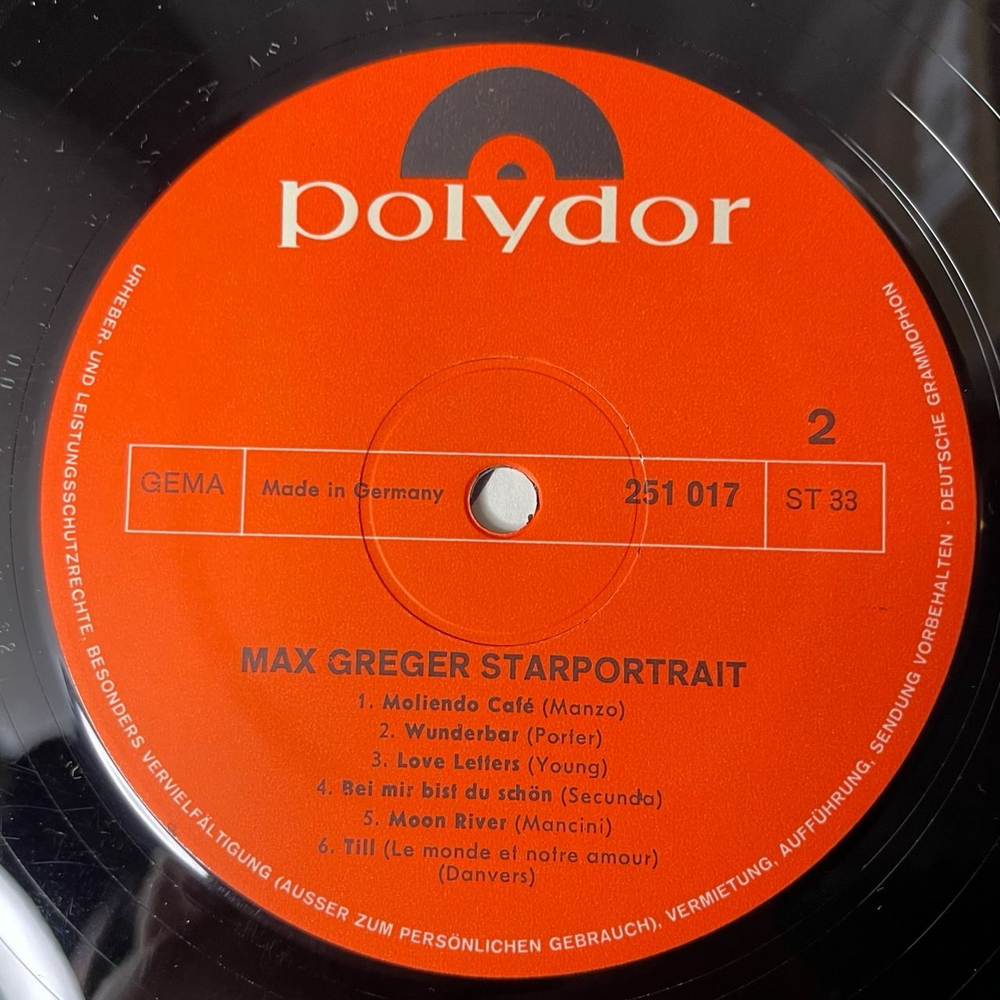 polydor
2
GEMA
Made in Germany
251 017
ST 33
MAX GREGER STARPORTRAIT
1. Moliendo Café (Manzo)
2. Wunderbar (Porter)
3. Love Letters (Young)
4. Bei mir bist du schön (Secunda)
5. Moon River (Mancini)
6. Till (Le monde et notre amour)
(Danvers)
URHEBER- UND LEISTUNGSSCHUTZRECHTE, BESONDERS VERVIELFÄLTIGUNG (AUSSER ZUM PERSÖNLICHEN GEBRAUCH), VERMIETUNG, AUFFÜHRUNG, SENDUNG VORBEHALTEN · DEUTSCHE GRAMMOPHON